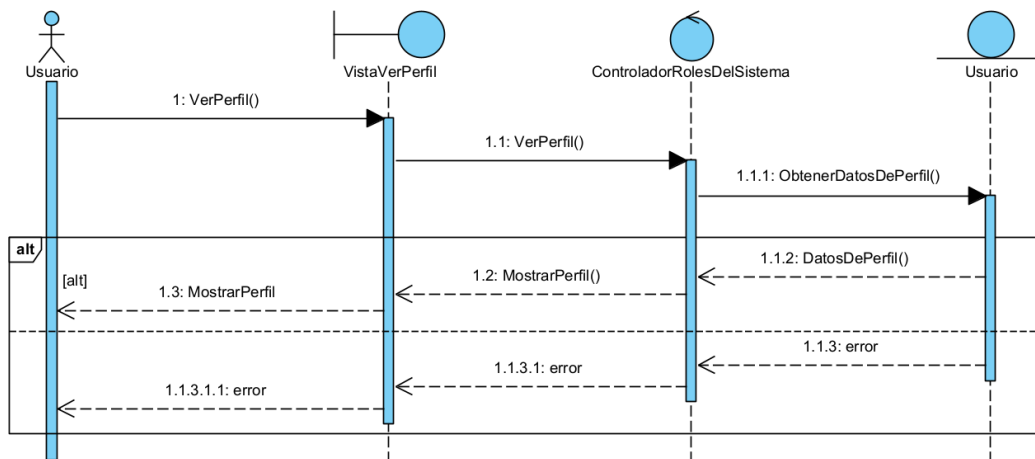 Usuario
VistaVerPerfil
ControladorRolesDelSistema
Usuario
1: VerPerfil()
1.1: VerPerfil()
1.1.1: ObtenerDatosDePerfil()
alt
[alt]
1.1.2: DatosDePerfil()
1.2: MostrarPerfil()
1.3: MostrarPerfil
1.1.3: error
1.1.3.1: error
1.1.3.1.1: error